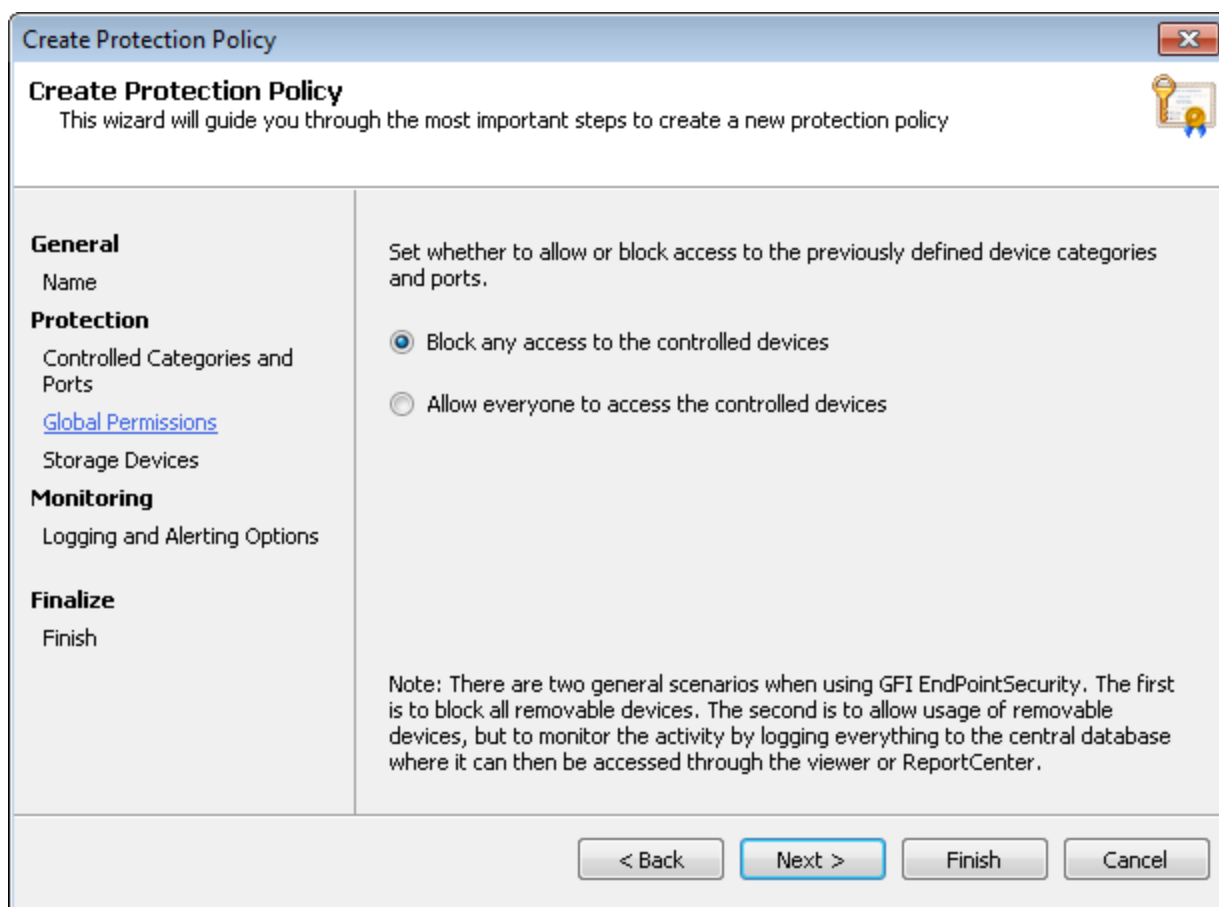 Create Protection Policy
Create Protection Policy
This wizard will guide you through the most important steps to create a new protection policy
General
Name
Protection
Controlled Categories and
Ports
Global Permissions
Storage Devices
Monitoring
Logging and Alerting Options
Finalize
Finish
Set whether to allow or block access to the previously defined device categories
and ports.
Block any access to the controlled devices
Allow everyone to access the controlled devices
Note: There are two general scenarios when using GFI EndPointSecurity. The first
is to block all removable devices. The second is to allow usage of removable
devices, but to monitor the activity by logging everything to the central database
where it can then be accessed through the viewer or ReportCenter.
< Back
Next >
Finish
Cancel